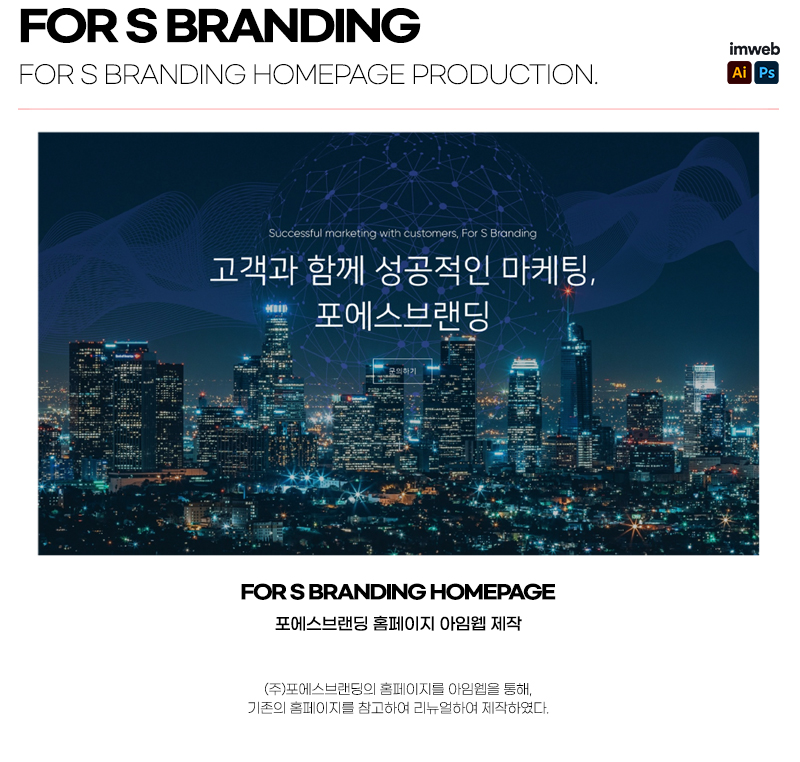 FOR S BRANDING
FOR S BRANDING HOMEPAGE PRODUCTION.
imweb
Ai Ps
Successful marketing with customers, For S Branding
고객과 함께 성공적인 마케팅,
포에스브랜딩
문의하기
FOR S BRANDING HOMEPAGE
포에스브랜딩 홈페이지 아임웹 제작
(주)포에스브랜딩의 홈페이지를 아임웹을 통해,
기존의 홈페이지를 참고하여 리뉴얼하여 제작하였다.